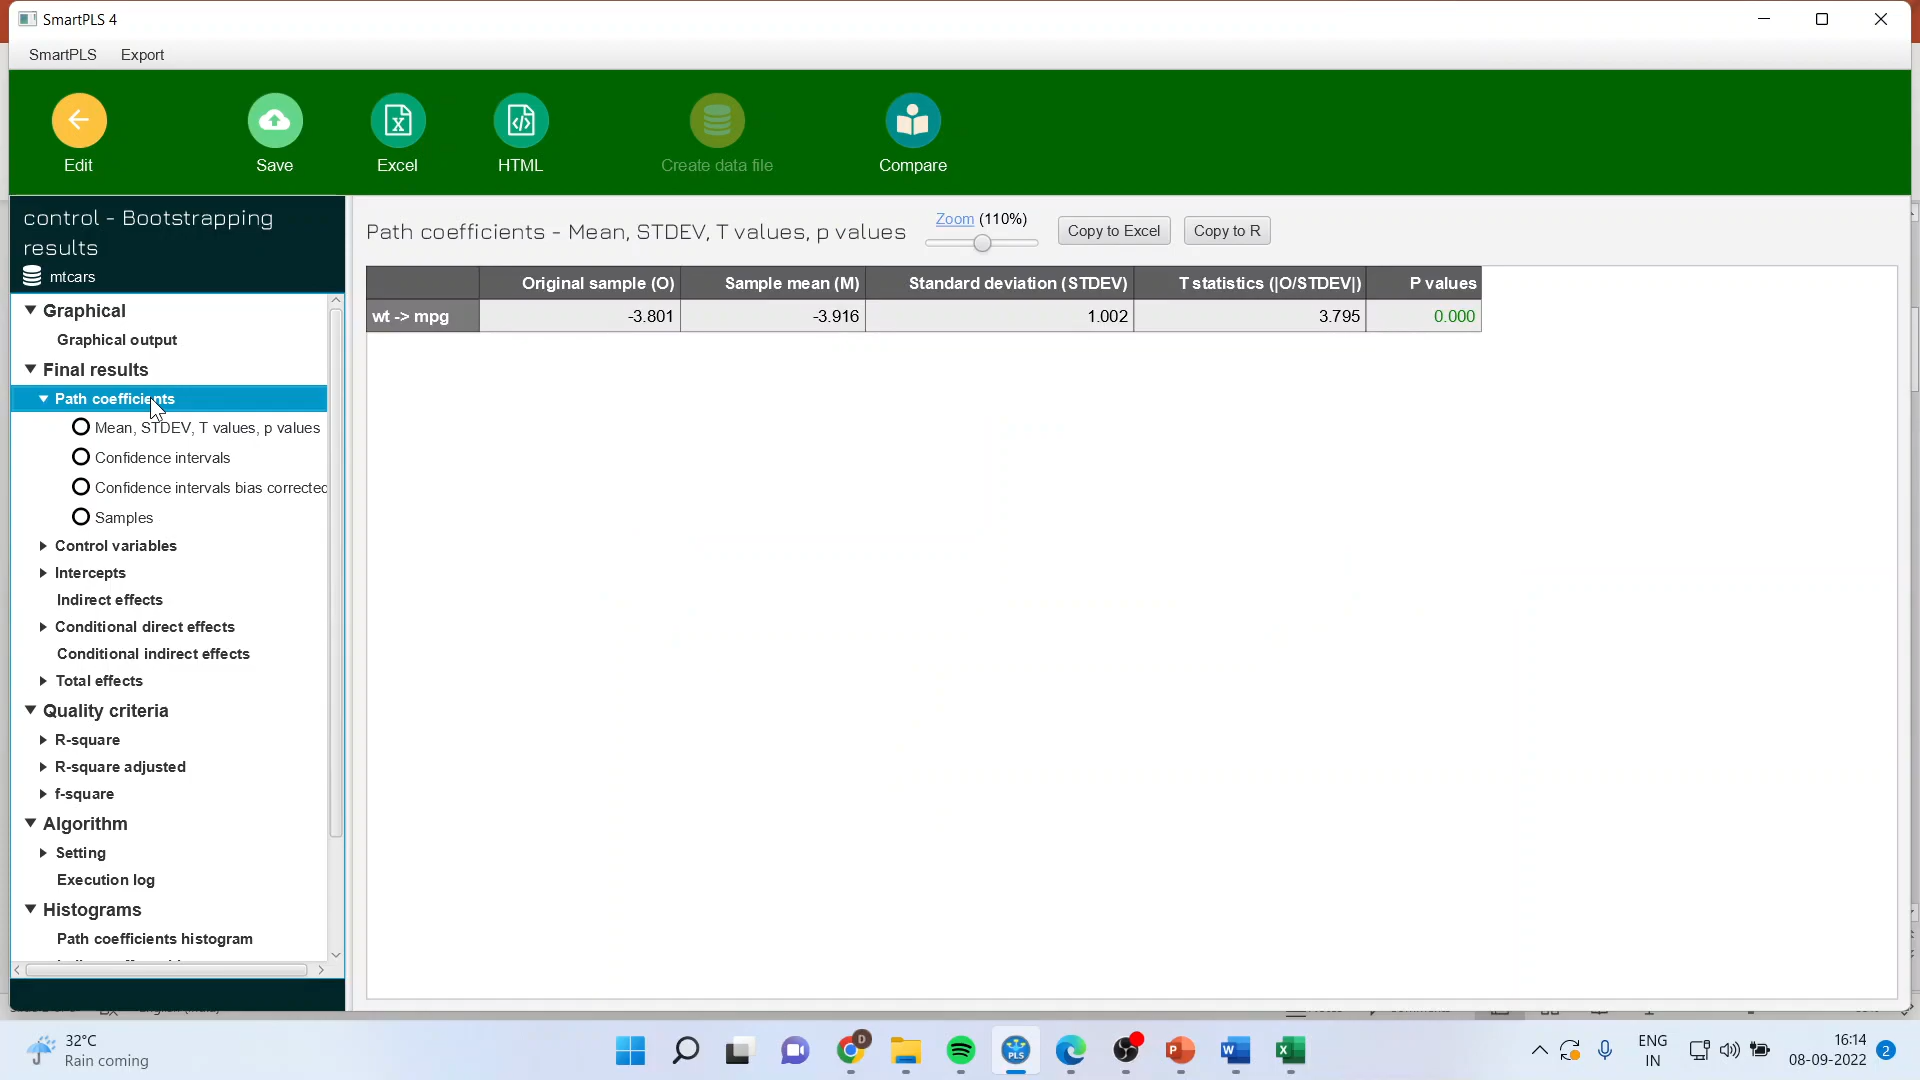 SmartPLS 4
SmartPLS Export
Edit Save Excel HTML Create data file Compare
control - Bootstrapping
results
mtcars
Graphical
Graphical output
Final results
Path coefficients
Mean, STDEV, T values, p values
Confidence intervals
Confidence intervals bias corrected
Samples
Control variables
Intercepts
Indirect effects
Conditional direct effects
Conditional indirect effects
Total effects
Quality criteria
R-square
R-square adjusted
f-square
Algorithm
Setting
Execution log
Histograms
Path coefficients histogram
Path coefficients - Mean, STDEV, T values, p values
Zoom (110%)
Copy to Excel Copy to R
Original sample (O) Sample mean (M) Standard deviation (STDEV) T statistics (|O/STDEV|) P values
wt -> mpg -3.801 -3.916 1.002 3.795 0.000
32°C
Rain coming
D
PLS
ENG
IN
16:14
08-09-2022
2